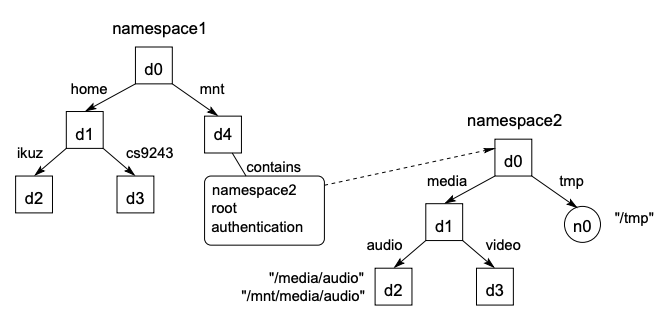 namespace1
d0
home
mnt
d1
d4
namespace2
ikuz
cs9243
contains
d0
d2
d3
namespace2
root
authentication
media
tmp
d1
n0
"/tmp"
audio
video
"/media/audio"
"/mnt/media/audio"
d2
d3